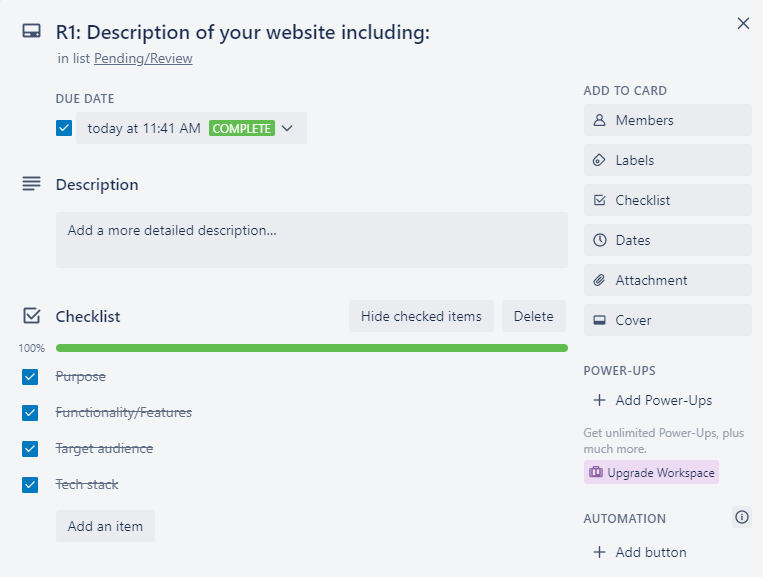 R1: Description of your website including:
in list Pending/Review
DUE DATE
today at 11:41 AM COMPLETE
Description
Add a more detailed description...
Checklist
Hide checked items
Delete
100%
Purpose
Functionality/Features
Target audience
Tech stack
Add an item
ADD TO CARD
Members
Labels
Checklist
Dates
Attachment
Cover
POWER-UPS
Add Power-Ups
Get unlimited Power-Ups, plus
much more.
Upgrade Workspace
AUTOMATION
Add button